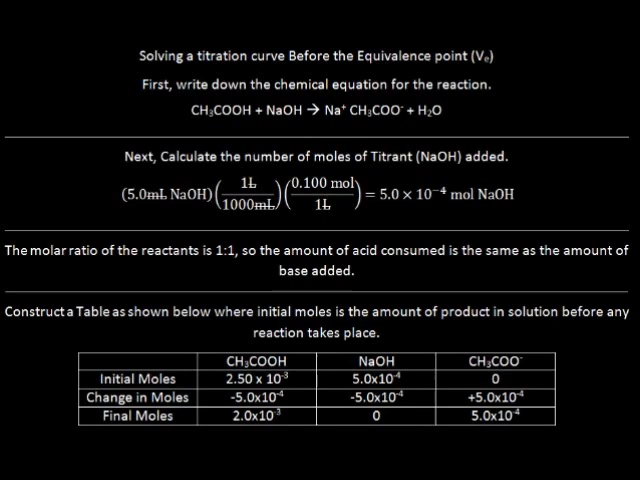 Solving a titration curve Before the Equivalence point (Vₑ)
First, write down the chemical equation for the reaction.
CH₃COOH + NaOH → Na⁺ CH₃COO⁻ + H₂O
Next, Calculate the number of moles of Titrant (NaOH) added.
(5.0mL NaOH)(1L/1000mL)(0.100 mol/1L) = 5.0 × 10⁻⁴ mol NaOH
The molar ratio of the reactants is 1:1, so the amount of acid consumed is the same as the amount of
base added.
Construct a Table as shown below where initial moles is the amount of product in solution before any
reaction takes place.
CH₃COOH NaOH CH₃COO⁻
Initial Moles 2.50 x 10⁻³ 5.0x10⁻⁴ 0
Change in Moles -5.0x10⁻⁴ -5.0x10⁻⁴ +5.0x10⁻⁴
Final Moles 2.0x10⁻³ 0 5.0x10⁻⁴